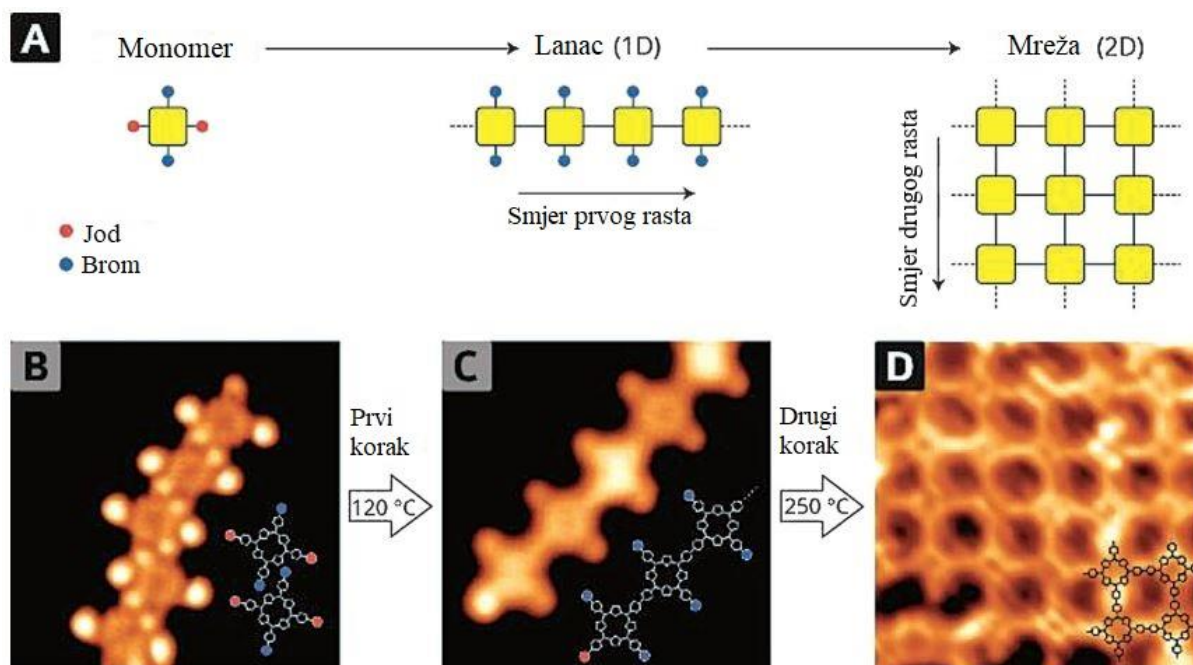 A
Monomer
Lanac (1D)
Mreža (2D)
Smjer prvog rasta
Smjer drugog rasta
Jod
Brom
B
Prvi
korak
120 °C
C
Drugi
korak
250 °C
D